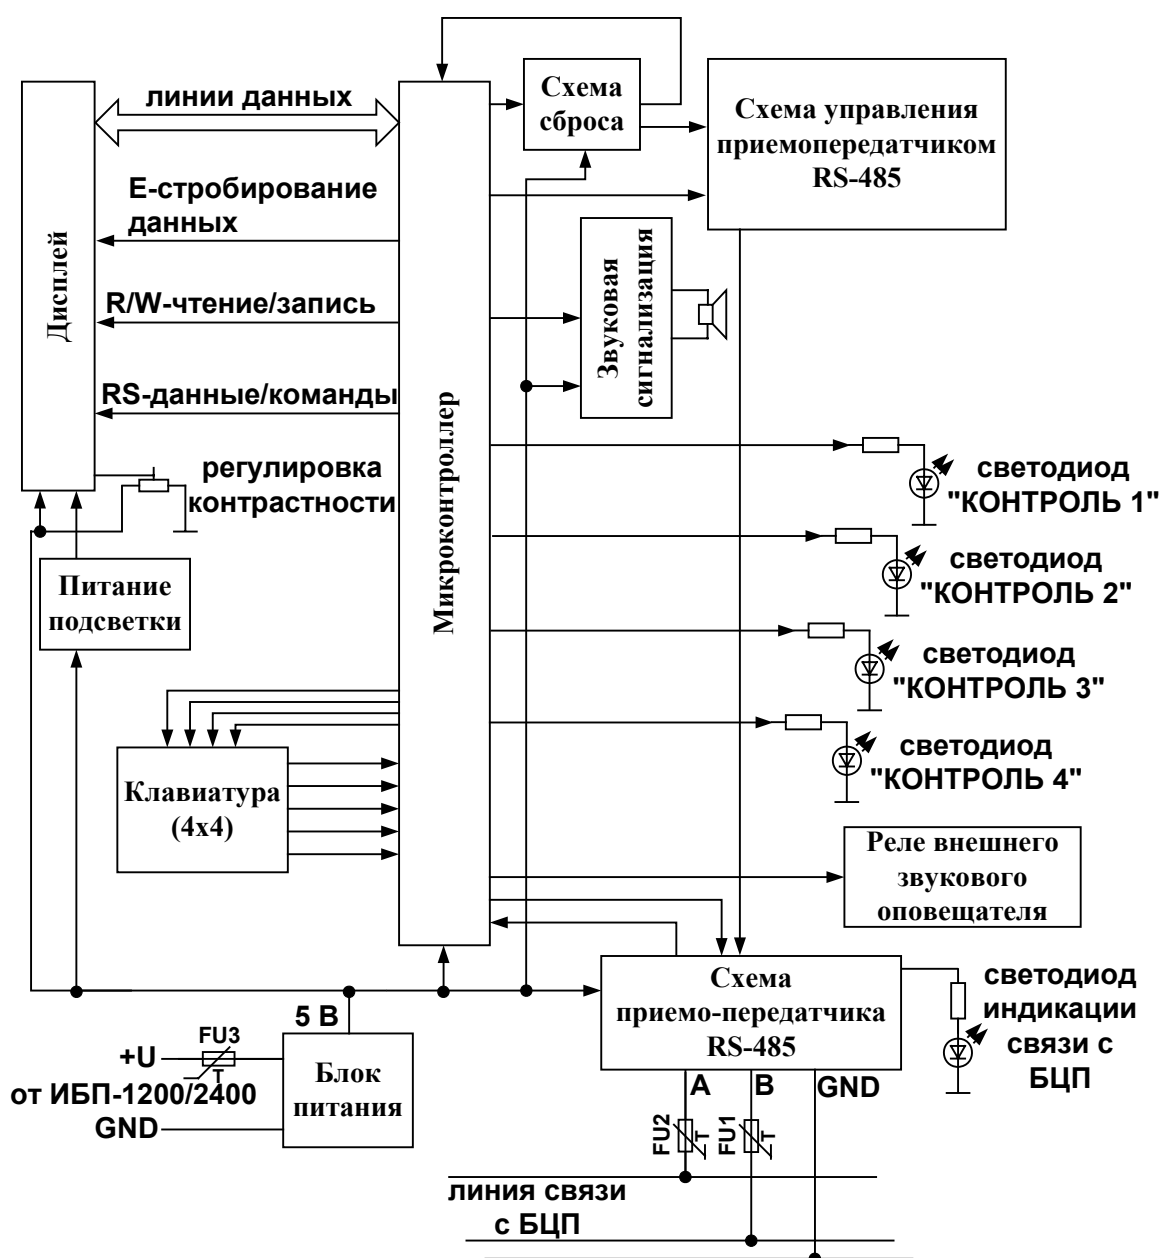 линии данных
Схема
сброса
Схема управления
приемопередатчиком
RS-485
Е-стробирование
данных
Дисплей
R/W-чтение/запись
Звуковая
сигнализация
RS-данные/команды
Микроконтроллер
регулировка
контрастности
светодиод
"КОНТРОЛЬ 1"
светодиод
"КОНТРОЛЬ 2"
Питание
подсветки
светодиод
"КОНТРОЛЬ 3"
светодиод
"КОНТРОЛЬ 4"
Клавиатура
(4х4)
Реле внешнего
звукового
оповещателя
Схема
приемо-передатчика
RS-485
светодиод
индикации
связи с
БЦП
5 В
FU3
+U
T
от ИБП-1200/2400
GND
Блок
питания
A
B
GND
FU2
T
FU1
T
линия связи
с БЦП